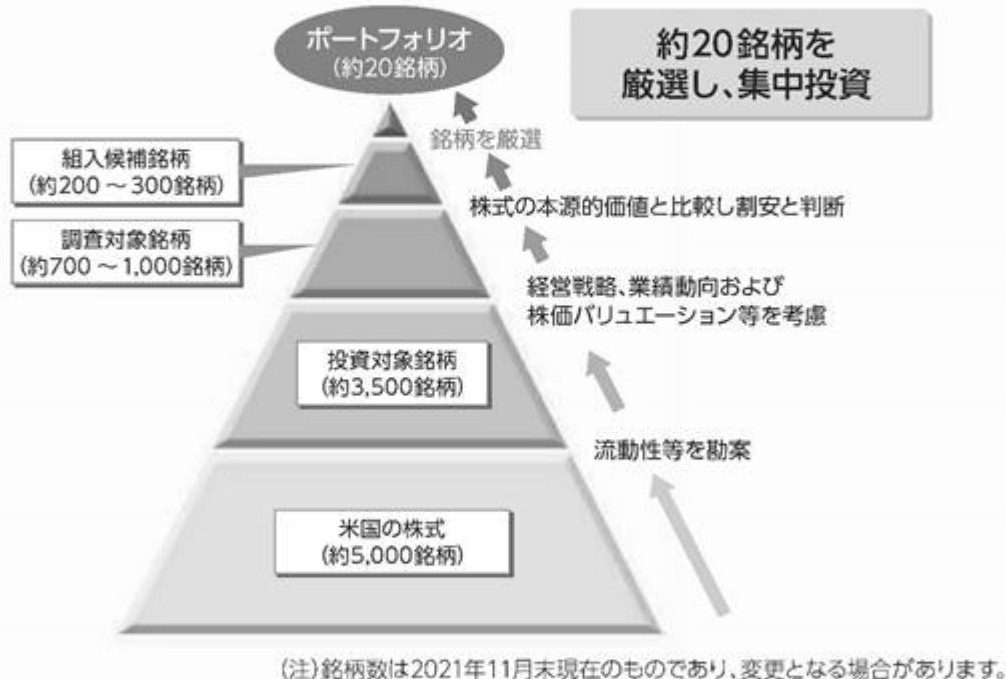 ポートフォリオ
(約20銘柄)
約20銘柄を
厳選し、集中投資
銘柄を厳選
組入候補銘柄
(約200～300銘柄)
株式の本源的価値と比較し割安と判断
調査対象銘柄
(約700～1,000銘柄)
経営戦略、業績動向および
株価バリュエーション等を考慮
投資対象銘柄
(約3,500銘柄)
流動性等を勘案
米国の株式
(約5,000銘柄)
(注)銘柄数は2021年11月末現在のものであり、変更となる場合があります。